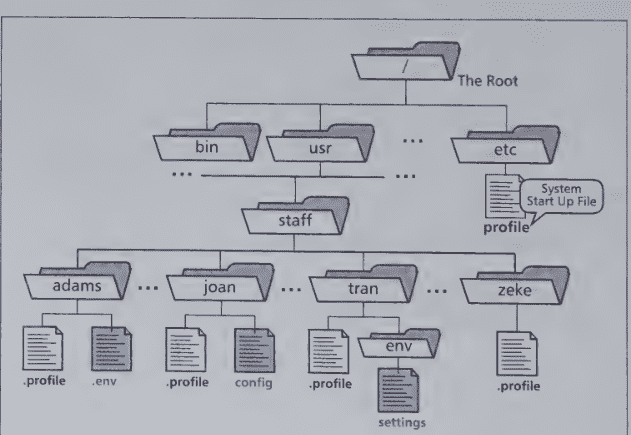 /
The Root
bin
usr
...
etc
...
...
System
Start Up File
profile
staff
adams
...
joan
...
tran
...
zeke
env
.profile
.env
.profile
config
.profile
.profile
settings